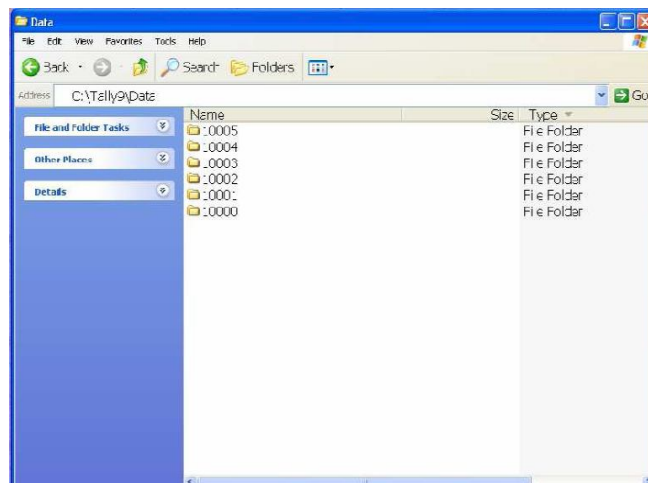 Data
File Edit View Favorites Tools Help
Back Search Folders
Address C:\Tally9\Data Go
Name Size Type
File and Folder Tasks
Other Places
Details
10005 File Folder
10004 File Folder
10003 File Folder
10002 File Folder
10001 File Folder
10000 File Folder